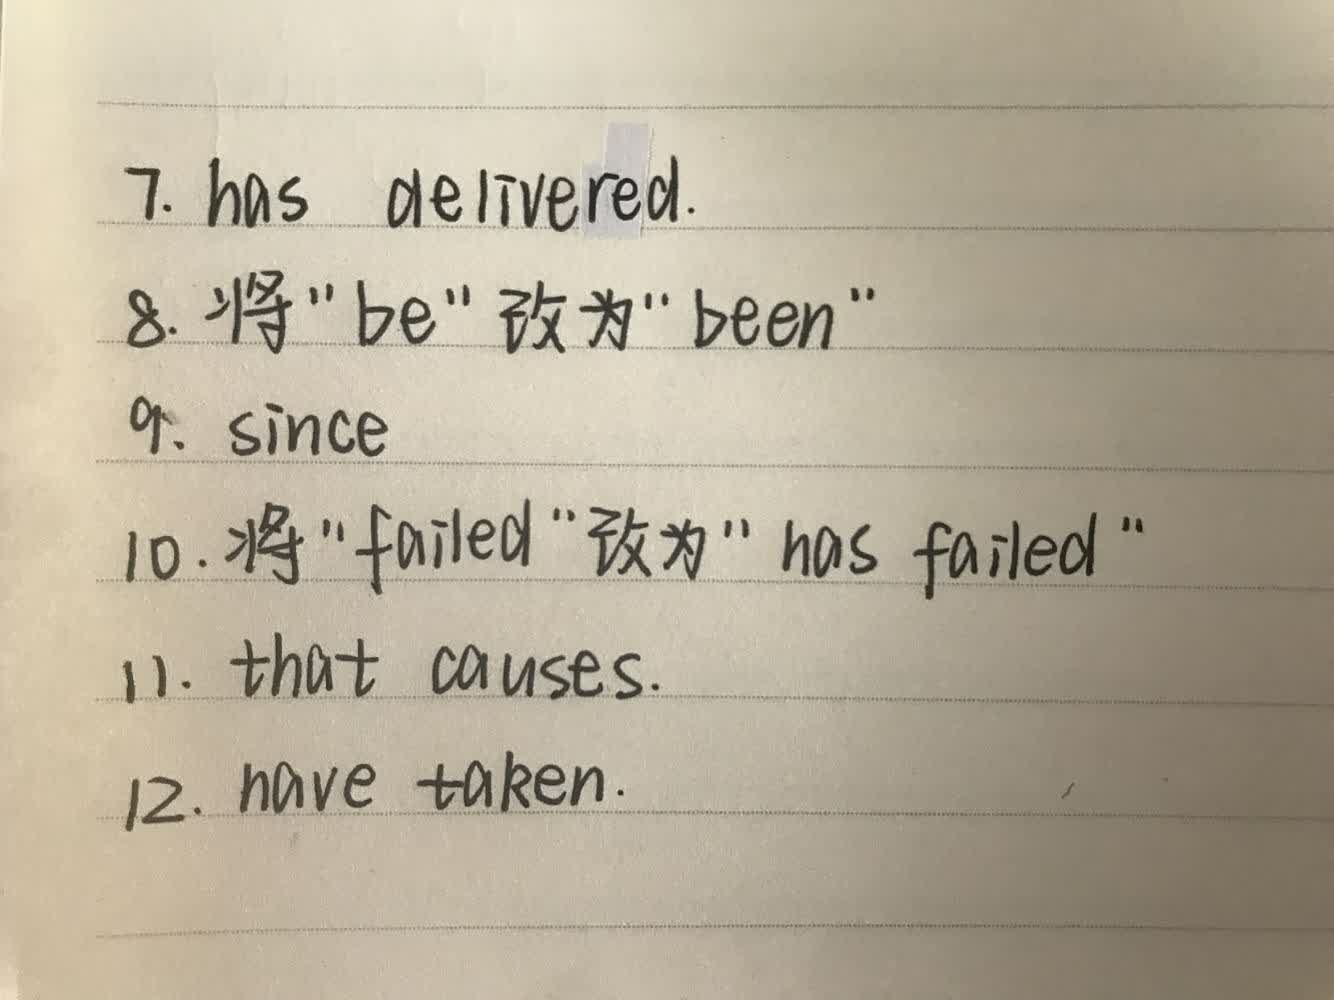 7. has delivered.
8. 将"be"改为"been"
9. since
10. 将"failed"改为"has failed"
11. that causes.
12. have taken.